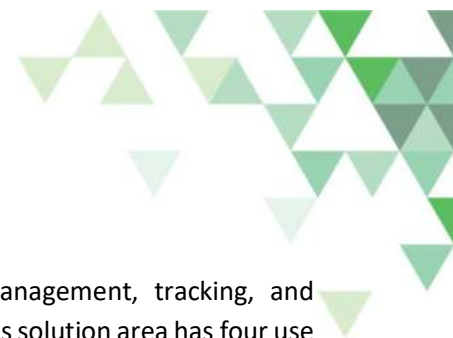 anagement, tracking, and
s solution area has four use